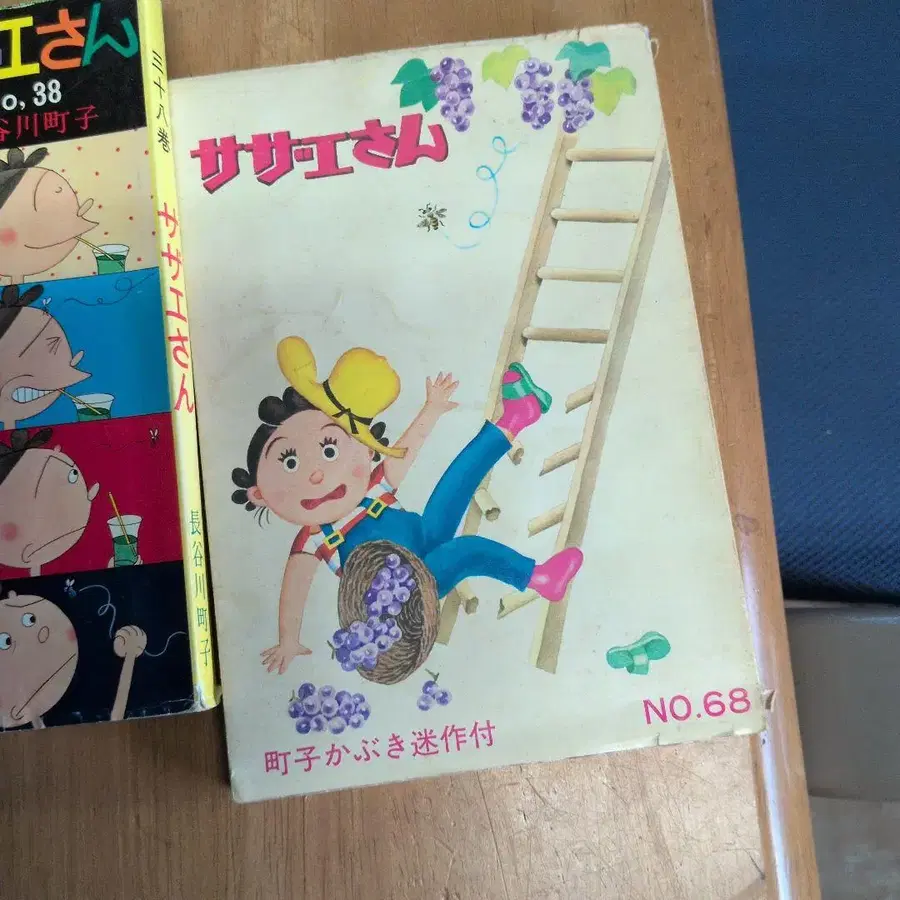 エさん
o, 38
谷川町子
三十八巻
サザエさん
長谷川町子
サザエさん
NO.68
町子かぶき迷作付